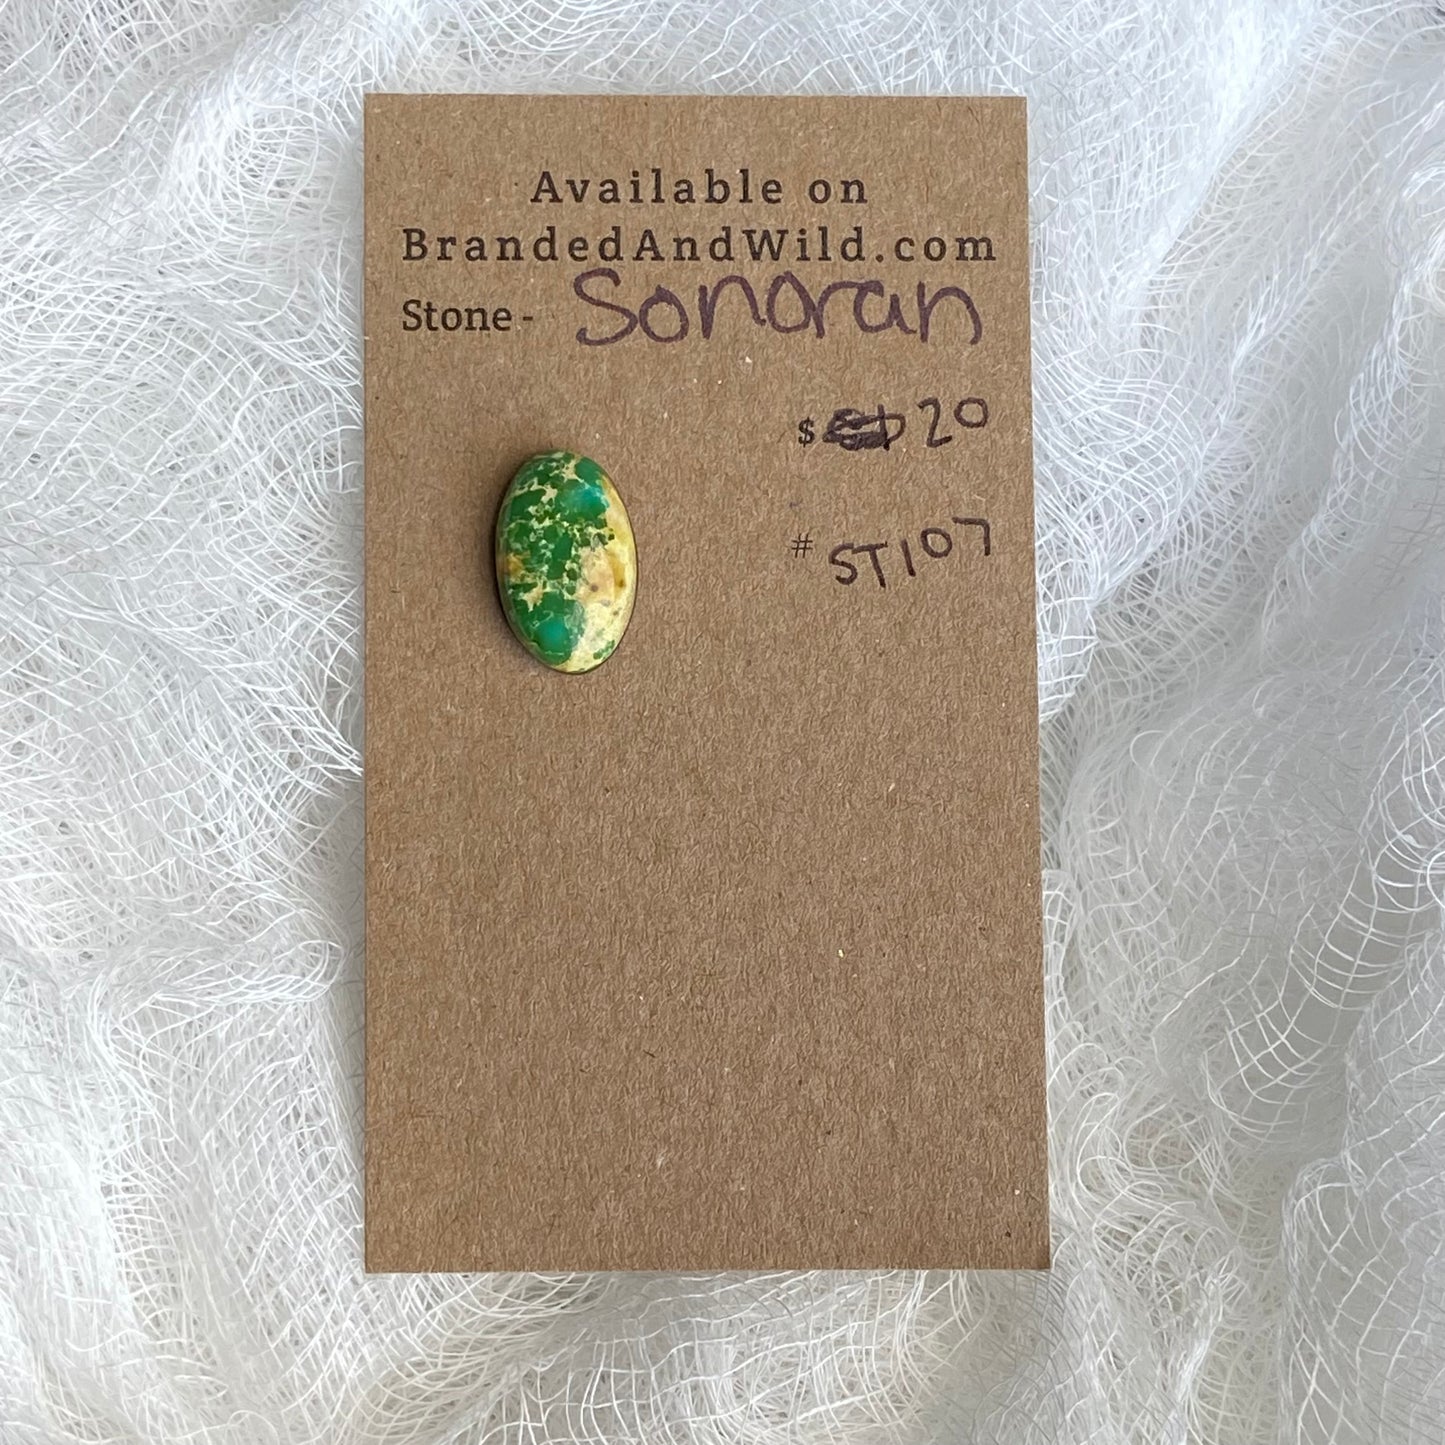 Available on
BrandedAndWild.com
Stone - Sonoran
$ 20
# ST107